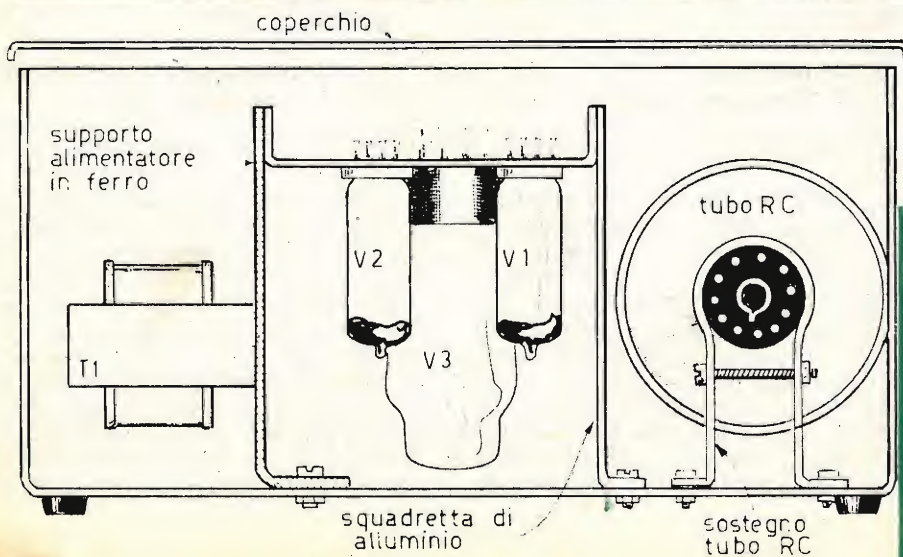 coperchio
supporto
alimentatore
in ferro
tubo RC
V2
V1
V3
T1
squadretta di
alluminio
sostegno
tubo RC